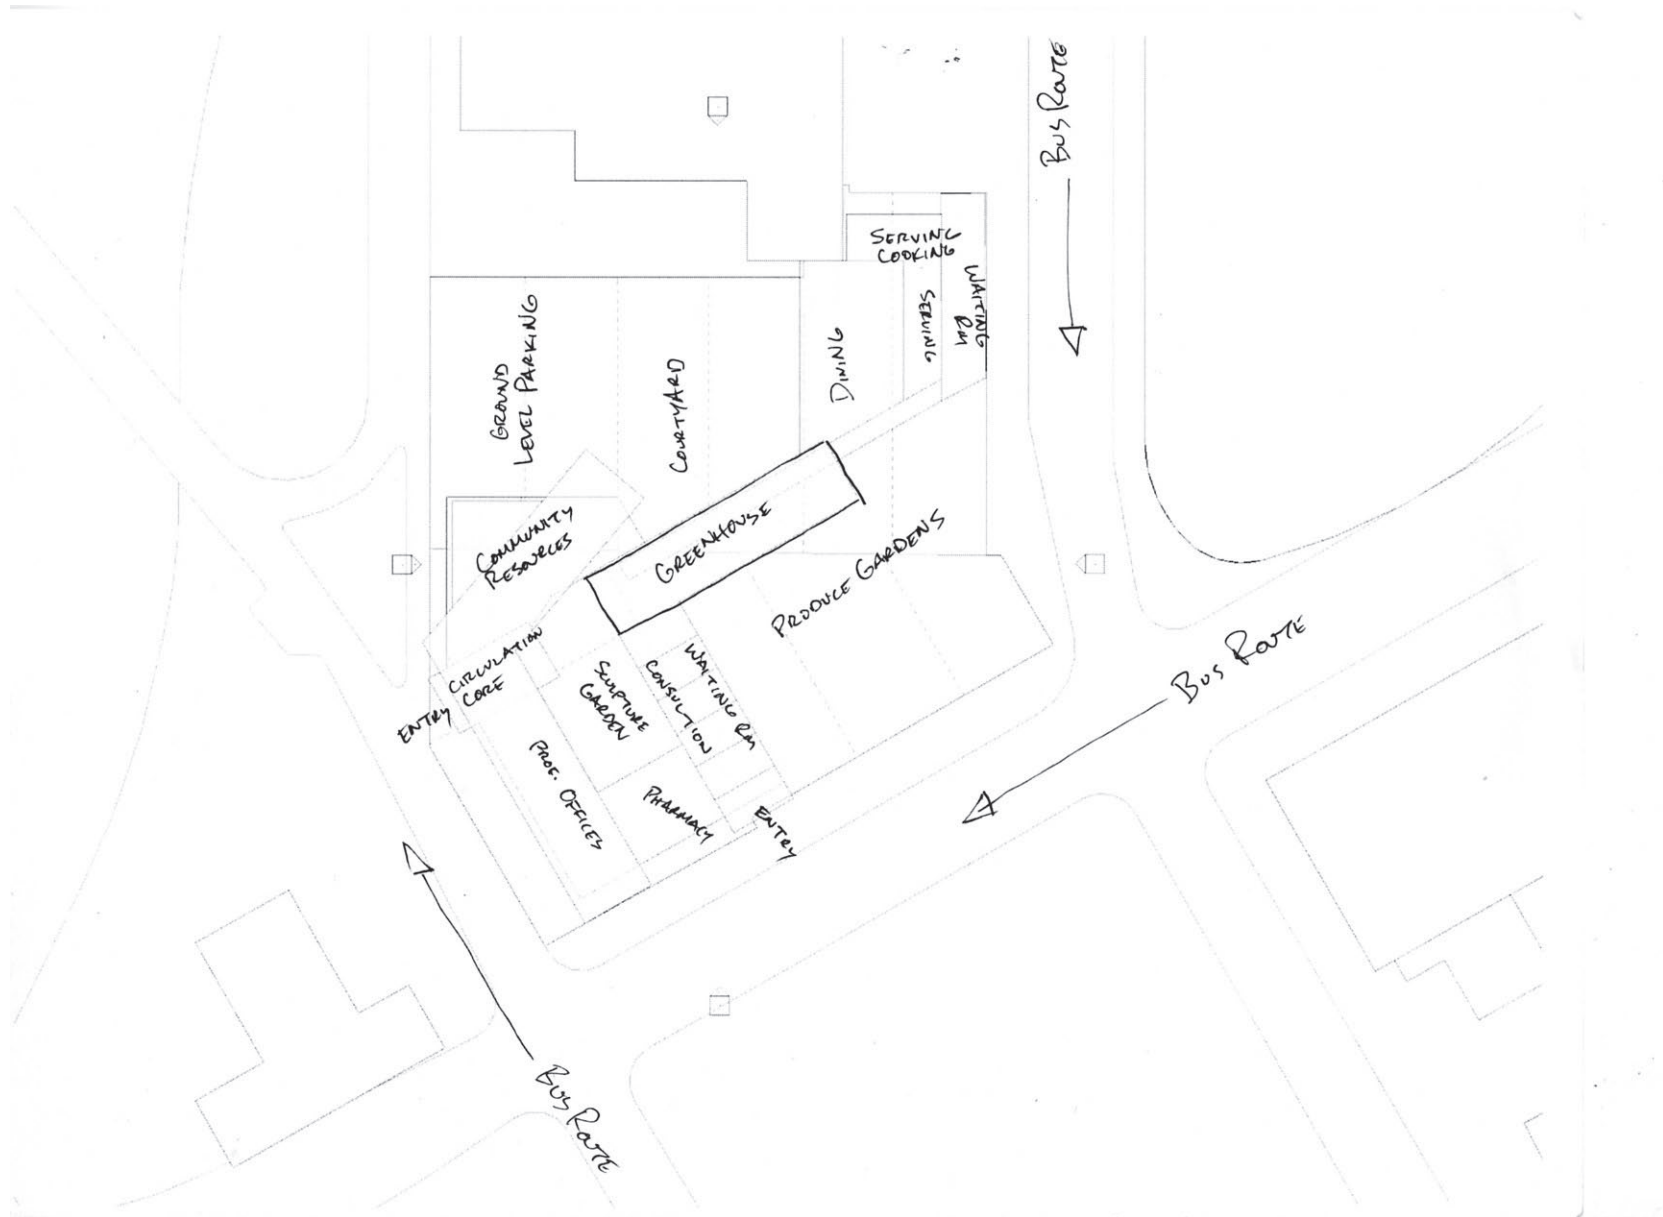 BUS ROUTE
SERVING
COOKING
WAITING
RM
SERVING
DINING
GROUND
LEVEL PARKING
COURTYARD
COMMUNITY
RESOURCES
GREENHOUSE
PRODUCE GARDENS
CIRCULATION
CORE
ENTRY
SCULPTURE
GARDEN
CONSULTION
WAITING RM
PROF. OFFICES
PHARMACY
ENTRY
BUS ROUTE
BUS ROUTE